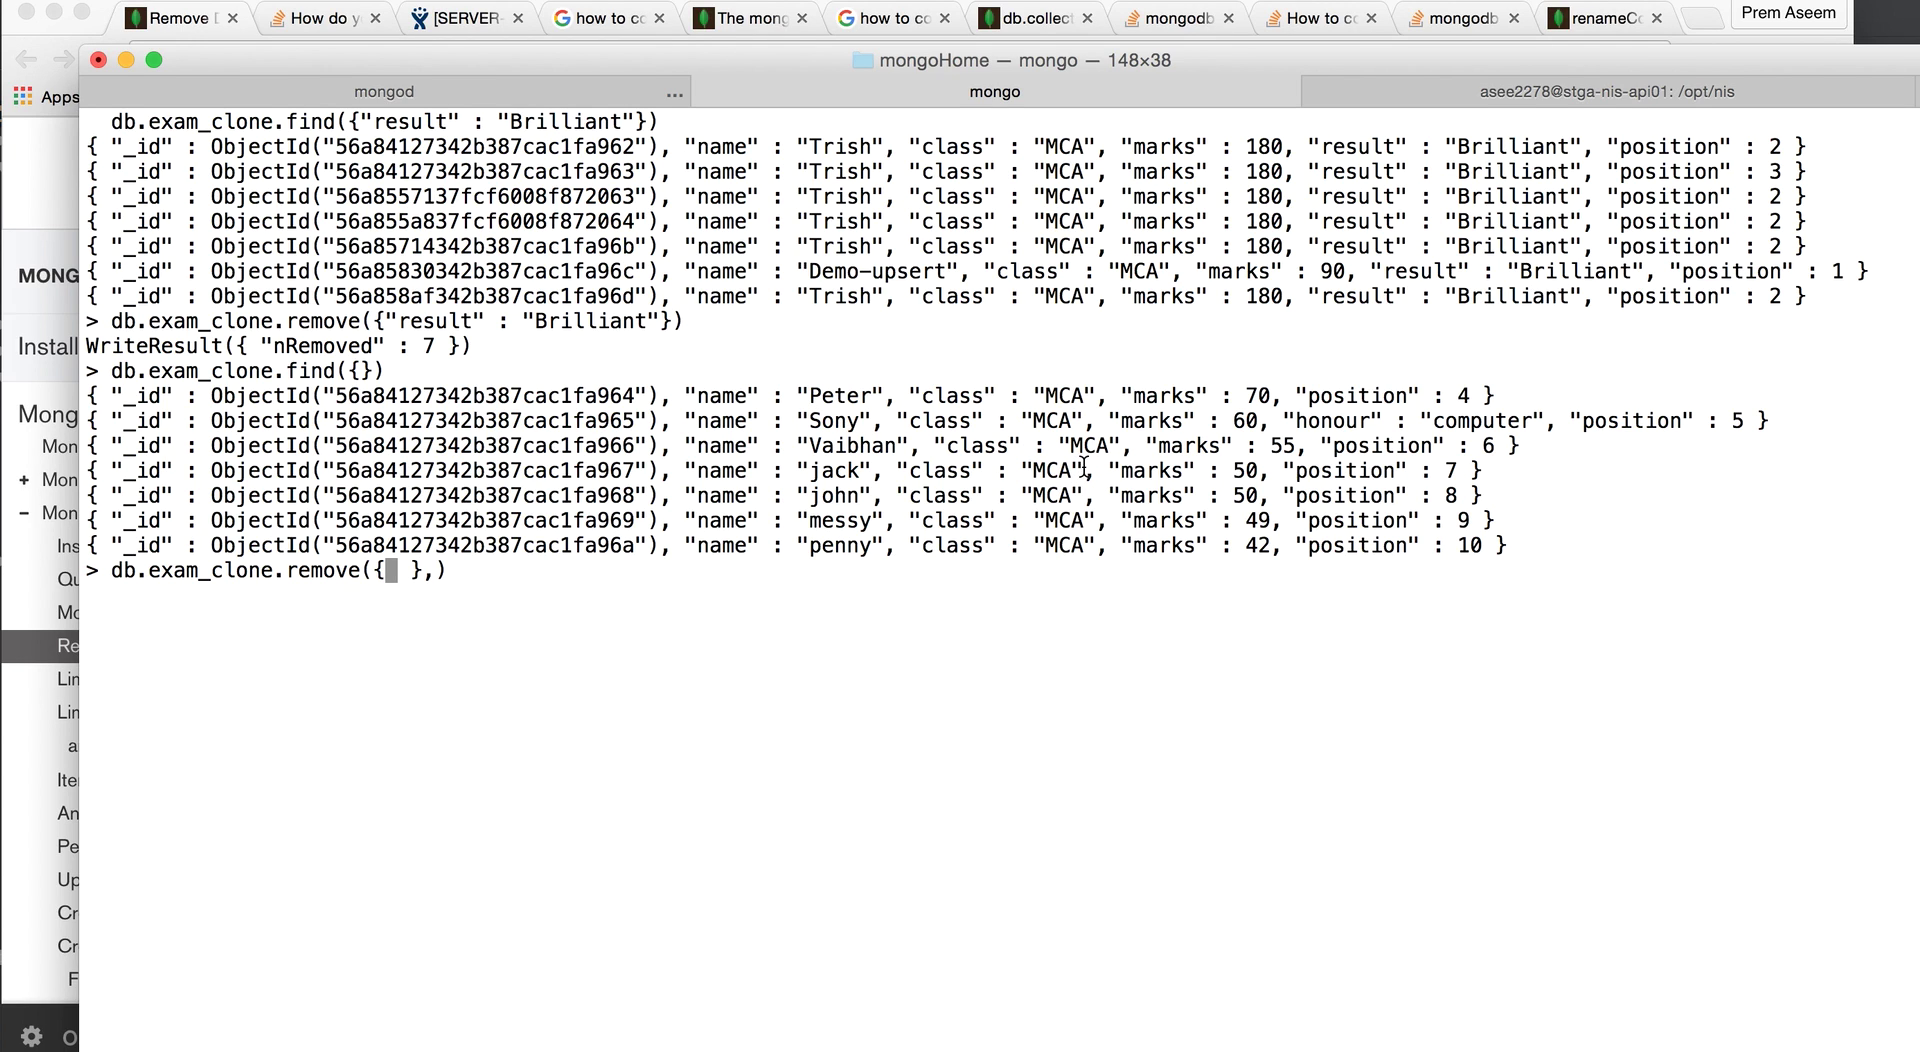 Remove D
How do y
[SERVER-
how to co
The mong
how to co
db.collect
mongodb
How to co
mongodb
renameCo
Prem Aseem
mongoHome — mongo — 148×38
Apps
mongod
...
mongo
asee2278@stga-nis-api01: /opt/nis
db.exam_clone.find({"result" : "Brilliant"})
{ "_id" : ObjectId("56a84127342b387cac1fa962"), "name" : "Trish", "class" : "MCA", "marks" : 180, "result" : "Brilliant", "position" : 2 }
{ "_id" : ObjectId("56a84127342b387cac1fa963"), "name" : "Trish", "class" : "MCA", "marks" : 180, "result" : "Brilliant", "position" : 3 }
{ "_id" : ObjectId("56a8557137fcf6008f872063"), "name" : "Trish", "class" : "MCA", "marks" : 180, "result" : "Brilliant", "position" : 2 }
{ "_id" : ObjectId("56a855a837fcf6008f872064"), "name" : "Trish", "class" : "MCA", "marks" : 180, "result" : "Brilliant", "position" : 2 }
{ "_id" : ObjectId("56a85714342b387cac1fa96b"), "name" : "Trish", "class" : "MCA", "marks" : 180, "result" : "Brilliant", "position" : 2 }
{ "_id" : ObjectId("56a85830342b387cac1fa96c"), "name" : "Demo-upsert", "class" : "MCA", "marks" : 90, "result" : "Brilliant", "position" : 1 }
{ "_id" : ObjectId("56a858af342b387cac1fa96d"), "name" : "Trish", "class" : "MCA", "marks" : 180, "result" : "Brilliant", "position" : 2 }
> db.exam_clone.remove({"result" : "Brilliant"})
WriteResult({ "nRemoved" : 7 })
> db.exam_clone.find({})
{ "_id" : ObjectId("56a84127342b387cac1fa964"), "name" : "Peter", "class" : "MCA", "marks" : 70, "position" : 4 }
{ "_id" : ObjectId("56a84127342b387cac1fa965"), "name" : "Sony", "class" : "MCA", "marks" : 60, "honour" : "computer", "position" : 5 }
{ "_id" : ObjectId("56a84127342b387cac1fa966"), "name" : "Vaibhan", "class" : "MCA", "marks" : 55, "position" : 6 }
{ "_id" : ObjectId("56a84127342b387cac1fa967"), "name" : "jack", "class" : "MCA", "marks" : 50, "position" : 7 }
{ "_id" : ObjectId("56a84127342b387cac1fa968"), "name" : "john", "class" : "MCA", "marks" : 50, "position" : 8 }
{ "_id" : ObjectId("56a84127342b387cac1fa969"), "name" : "messy", "class" : "MCA", "marks" : 49, "position" : 9 }
{ "_id" : ObjectId("56a84127342b387cac1fa96a"), "name" : "penny", "class" : "MCA", "marks" : 42, "position" : 10 }
> db.exam_clone.remove({ },)
MONG
Install
Mong
Mon
+ Mon
− Mon
Ins
Qu
Mo
Re
Lim
Lim
a
Ite
An
Pe
Up
Cr
Cr
F
O